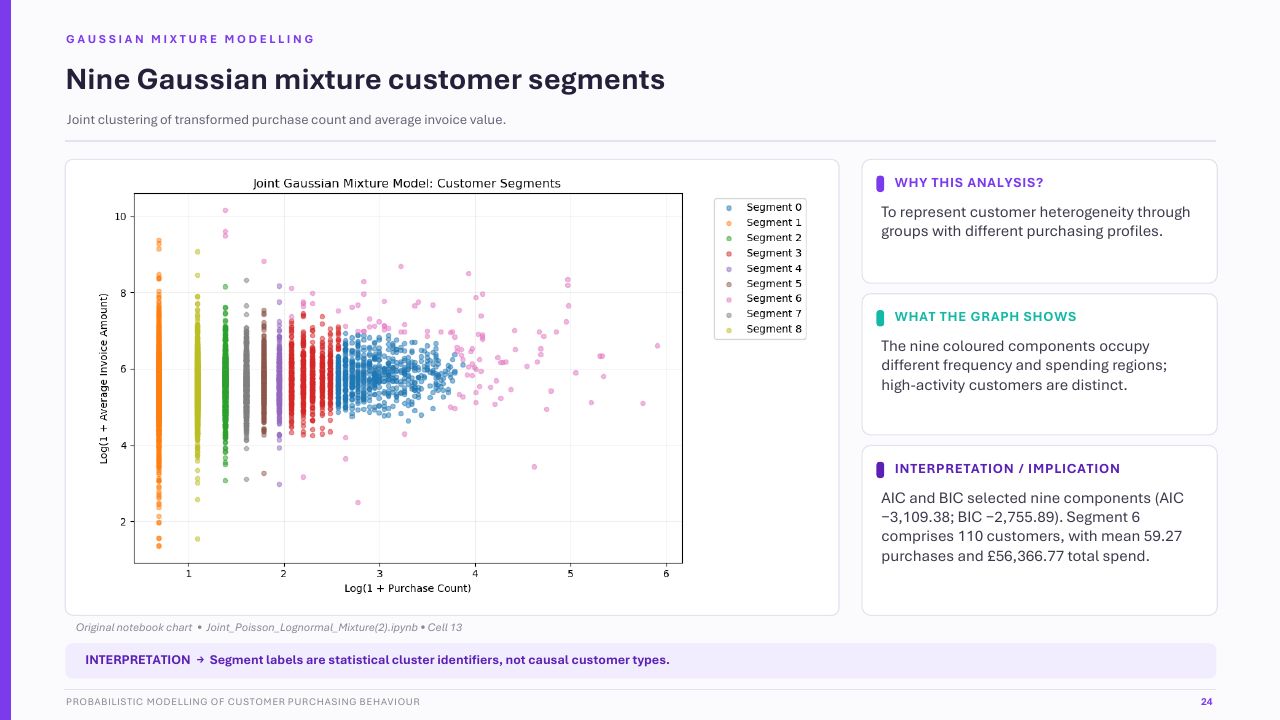 GAUSSIAN MIXTURE MODELLING
Nine Gaussian mixture customer segments
Joint clustering of transformed purchase count and average invoice value.
Joint Gaussian Mixture Model: Customer Segments
Log(1 + Average Invoice Amount)
10
8
6
4
2
1
2
3
4
5
6
Log(1 + Purchase Count)
Segment 0
Segment 1
Segment 2
Segment 3
Segment 4
Segment 5
Segment 6
Segment 7
Segment 8
WHY THIS ANALYSIS?
To represent customer heterogeneity through
groups with different purchasing profiles.
WHAT THE GRAPH SHOWS
The nine coloured components occupy
different frequency and spending regions;
high-activity customers are distinct.
INTERPRETATION / IMPLICATION
AIC and BIC selected nine components (AIC
−3,109.38; BIC −2,755.89). Segment 6
comprises 110 customers, with mean 59.27
purchases and £56,366.77 total spend.
Original notebook chart • Joint_Poisson_Lognormal_Mixture(2).ipynb • Cell 13
INTERPRETATION → Segment labels are statistical cluster identifiers, not causal customer types.
PROBABILISTIC MODELLING OF CUSTOMER PURCHASING BEHAVIOUR
24